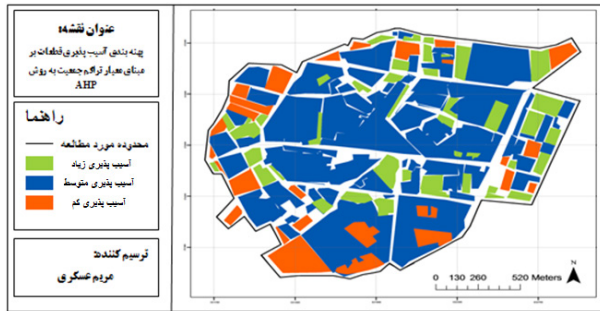 عنوان نقشه:
پهنه بندی آسیب پذیری قطعات بر
مبنای معیار تراکم جمعیت به روش
AHP
راهنما
محدوده مورد مطالعه
آسیب پذیری زیاد
آسیب پذیری متوسط
آسیب پذیری کم
ترسیم کننده:
مریم عسکری
0 130 260 520 Meters
N